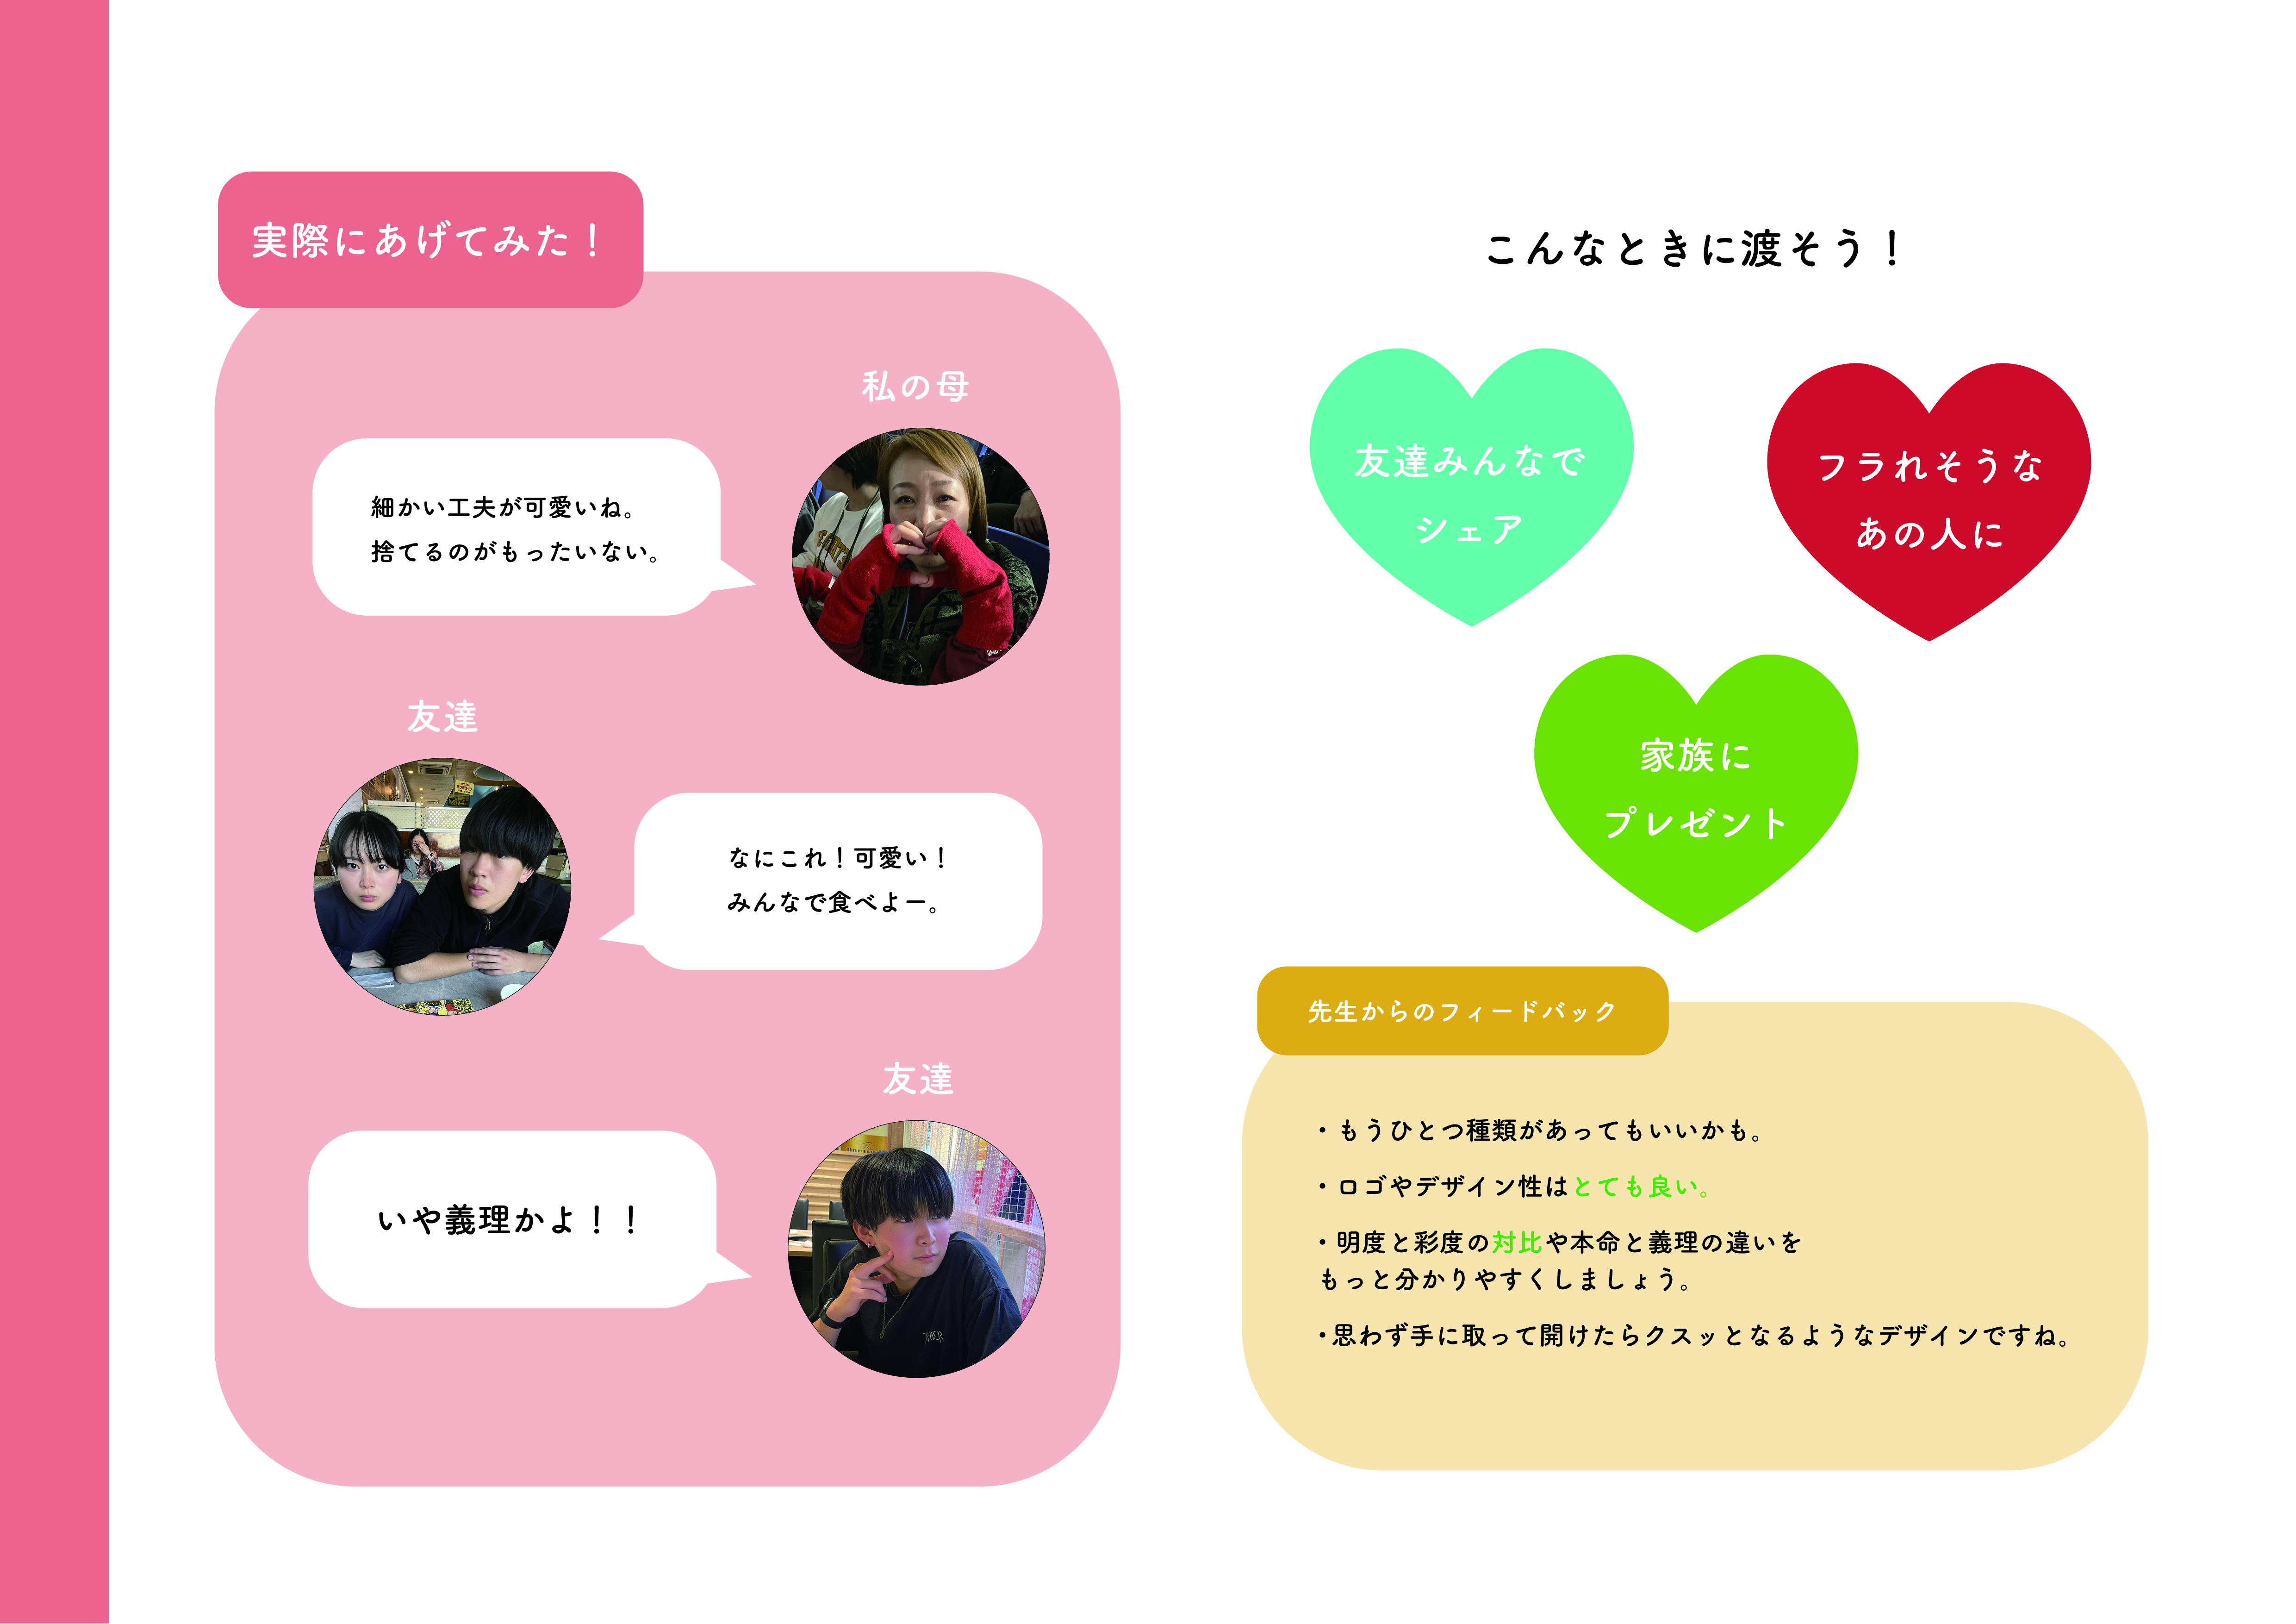 実際にあげてみた！
私の母
細かい工夫が可愛いね。
捨てるのがもったいない。
友達
なにこれ！可愛い！
みんなで食べよー。
友達
いや義理かよ！！
こんなときに渡そう！
友達みんなで
シェア
フラれそうな
あの人に
家族に
プレゼント
先生からのフィードバック
・もうひとつ種類があってもいいかも。
・ロゴやデザイン性はとても良い。
・明度と彩度の対比や本命と義理の違いを
もっと分かりやすくしましょう。
・思わず手に取って開けたらクスッとなるようなデザインですね。